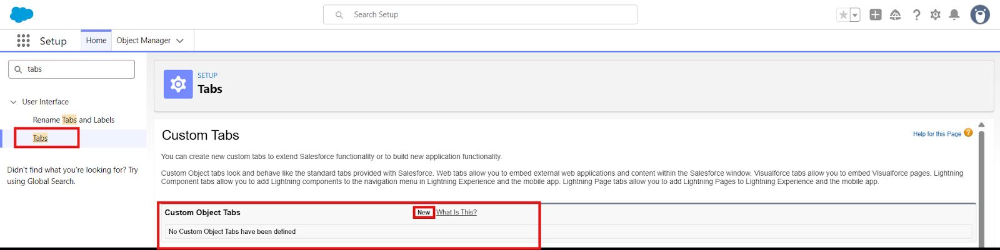 Search Setup
Setup
Home
Object Manager
tabs
User Interface
Rename Tabs and Labels
Tabs
Didn't find what you're looking for? Try
using Global Search.
SETUP
Tabs
Custom Tabs
Help for this Page ?
You can create new custom tabs to extend Salesforce functionality or to build new application functionality.
Custom Object tabs look and behave like the standard tabs provided with Salesforce. Web tabs allow you to embed external web applications and content within the Salesforce window. Visualforce tabs allow you to embed Visualforce pages. Lightning
Component tabs allow you to add Lightning components to the navigation menu in Lightning Experience and the mobile app. Lightning Page tabs allow you to add Lightning Pages to Lightning Experience and the mobile app.
Custom Object Tabs New What Is This?
No Custom Object Tabs have been defined